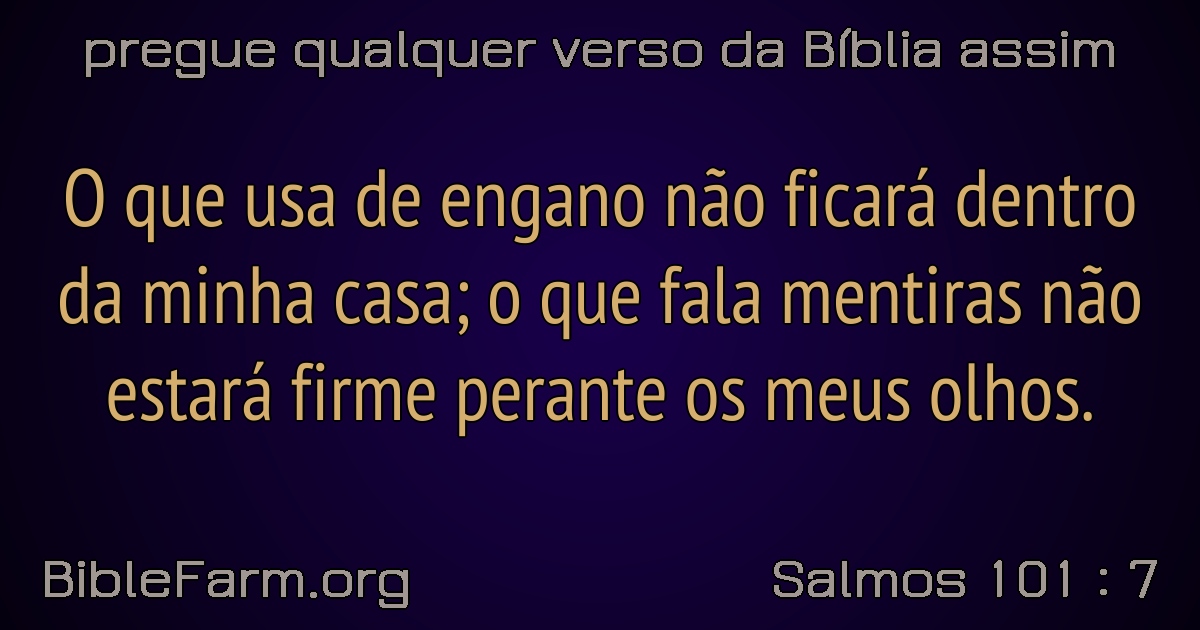 pregue qualquer verso da Bíblia assim
O que usa de engano não ficará dentro
da minha casa; o que fala mentiras não
estará firme perante os meus olhos.
BibleFarm.org
Salmos 101 : 7